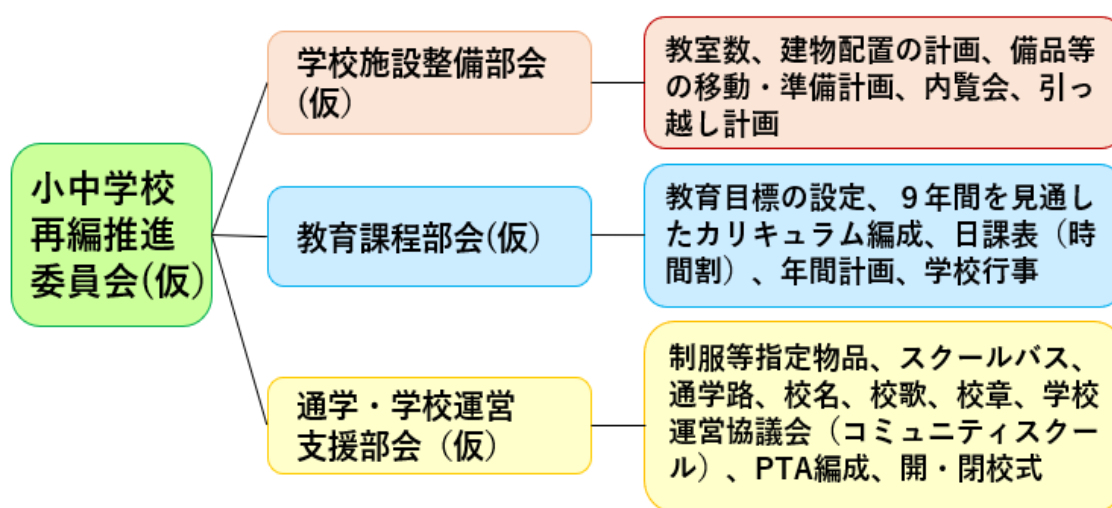 小中学校
再編推進
委員会(仮)
学校施設整備部会
(仮)
教室数、建物配置の計画、備品等
の移動・準備計画、内覧会、引っ
越し計画
教育課程部会(仮)
教育目標の設定、９年間を見通し
たカリキュラム編成、日課表（時
間割）、年間計画、学校行事
通学・学校運営
支援部会（仮）
制服等指定物品、スクールバス、
通学路、校名、校歌、校章、学校
運営協議会（コミュニティスクー
ル）、PTA編成、開・閉校式